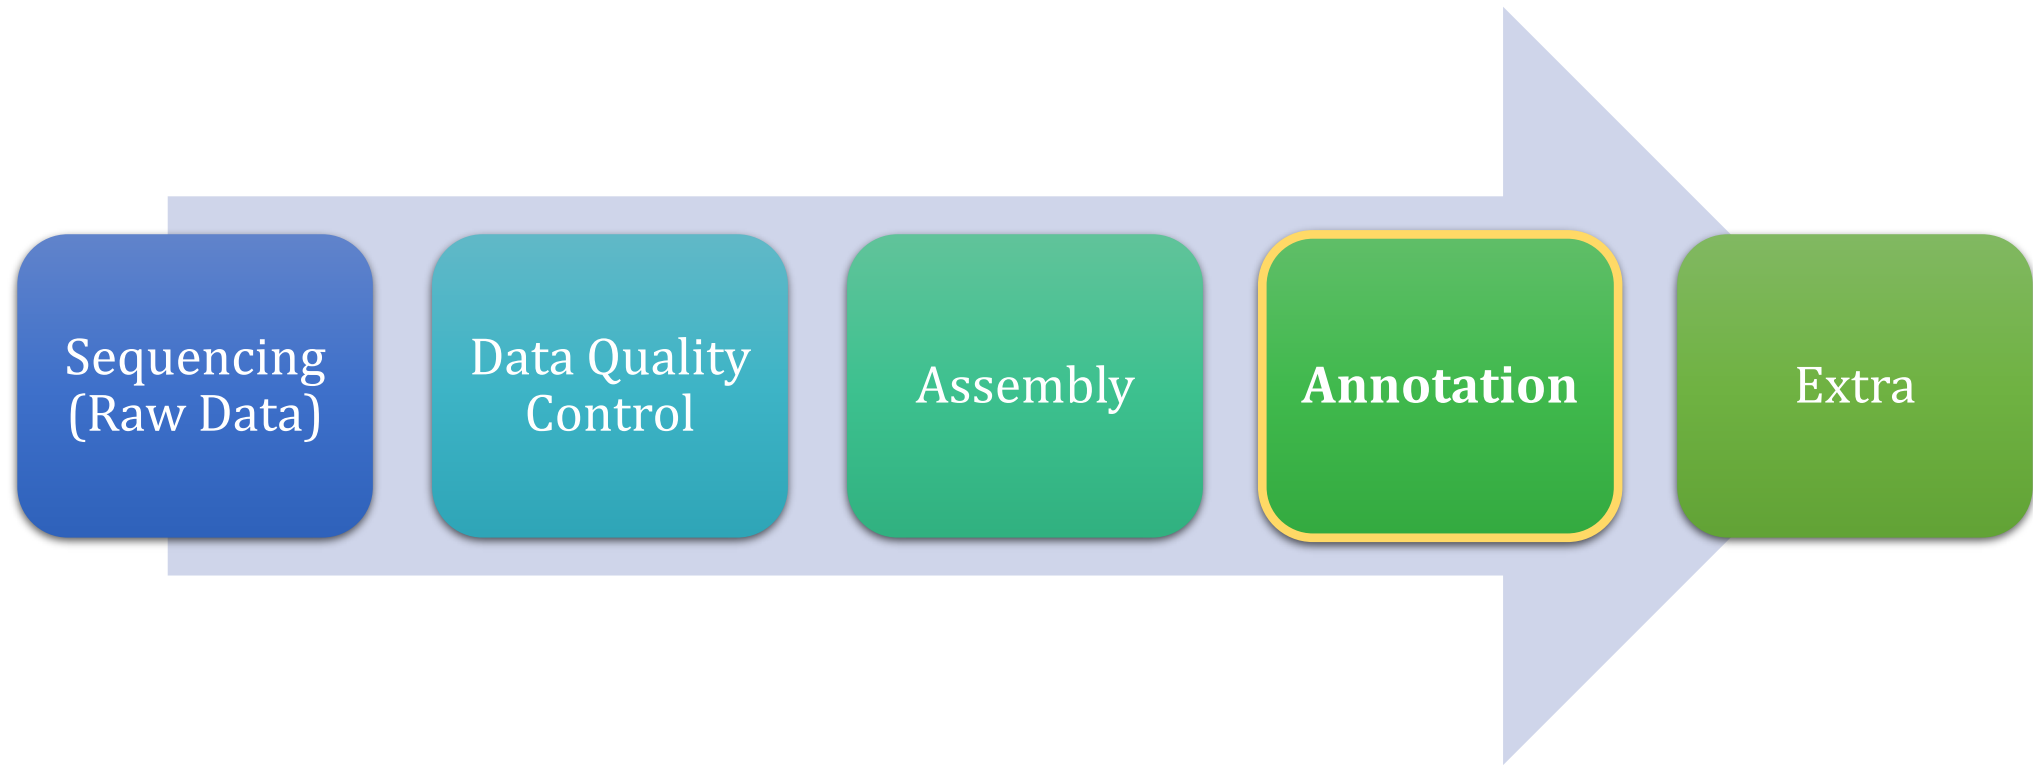 Sequencing
(Raw Data)
Data Quality
Control
Assembly
Annotation
Extra